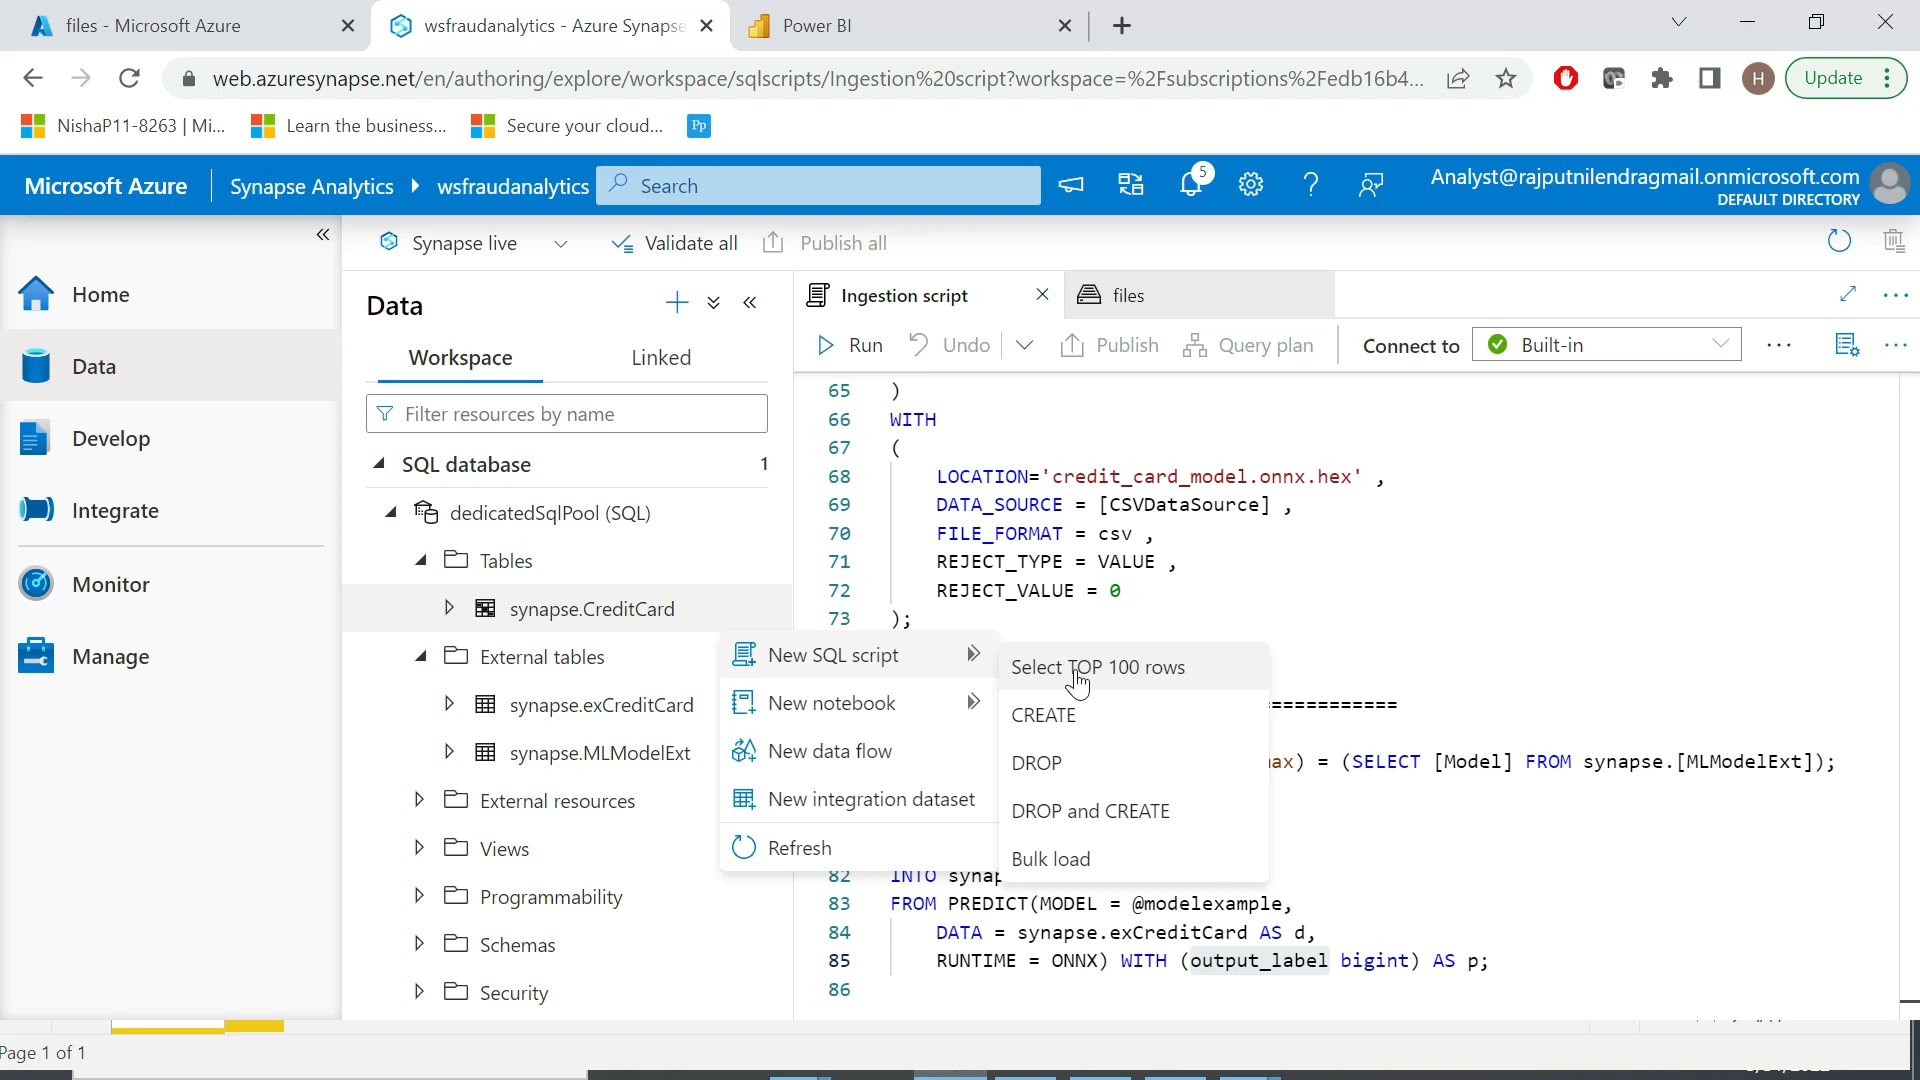 files - Microsoft Azure
wsfraudanalytics - Azure Synapse
Power BI
web.azuresynapse.net/en/authoring/explore/workspace/sqlscripts/Ingestion%20script?workspace=%2Fsubscriptions%2Fedb16b4...
H
Update
NishaP11-8263 | Mi...
Learn the business...
Secure your cloud...
Pp
Microsoft Azure
Synapse Analytics
wsfraudanalytics
Search
5
Analyst@rajputnilendragmail.onmicrosoft.com
DEFAULT DIRECTORY
Home
Data
Develop
Integrate
Monitor
Manage
Synapse live
Validate all
Publish all
Data
Workspace
Linked
Filter resources by name
SQL database 1
dedicatedSqlPool (SQL)
Tables
synapse.CreditCard
External tables
synapse.exCreditCard
synapse.MLModelExt
External resources
Views
Programmability
Schemas
Security
New SQL script
New notebook
New data flow
New integration dataset
Refresh
Select TOP 100 rows
CREATE
DROP
DROP and CREATE
Bulk load
Ingestion script
files
Run
Undo
Publish
Query plan
Connect to
Built-in
65 )
66 WITH
67 (
68 LOCATION='credit_card_model.onnx.hex' ,
69 DATA_SOURCE = [CSVDataSource] ,
70 FILE_FORMAT = csv ,
71 REJECT_TYPE = VALUE ,
72 REJECT_VALUE = 0
73 );
===========
max) = (SELECT [Model] FROM synapse.[MLModelExt]);
82 INTO synap
83 FROM PREDICT(MODEL = @modelexample,
84 DATA = synapse.exCreditCard AS d,
85 RUNTIME = ONNX) WITH (output_label bigint) AS p;
86
Page 1 of 1